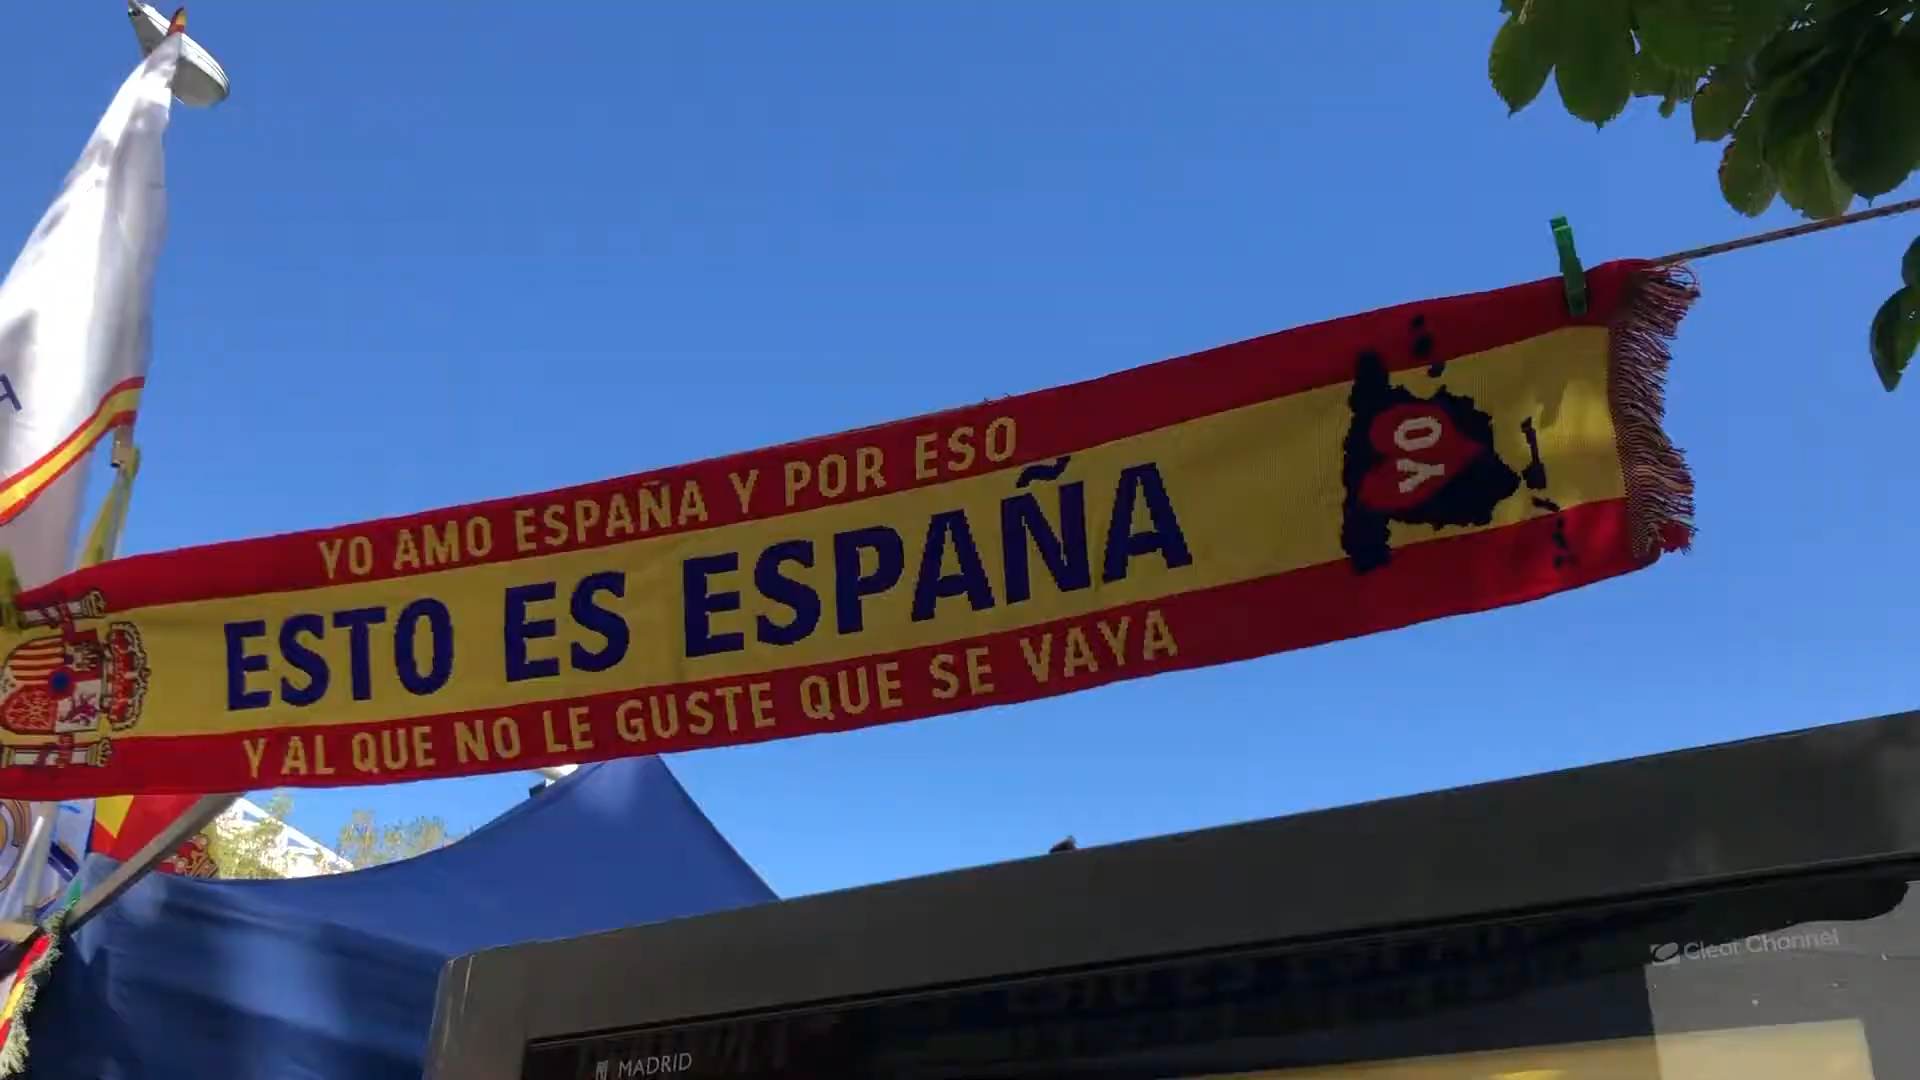 YO AMO ESPAÑA Y POR ESO
ESTO ES ESPAÑA
Y AL QUE NO LE GUSTE QUE SE VAYA
YO
Clear Channel
MADRID